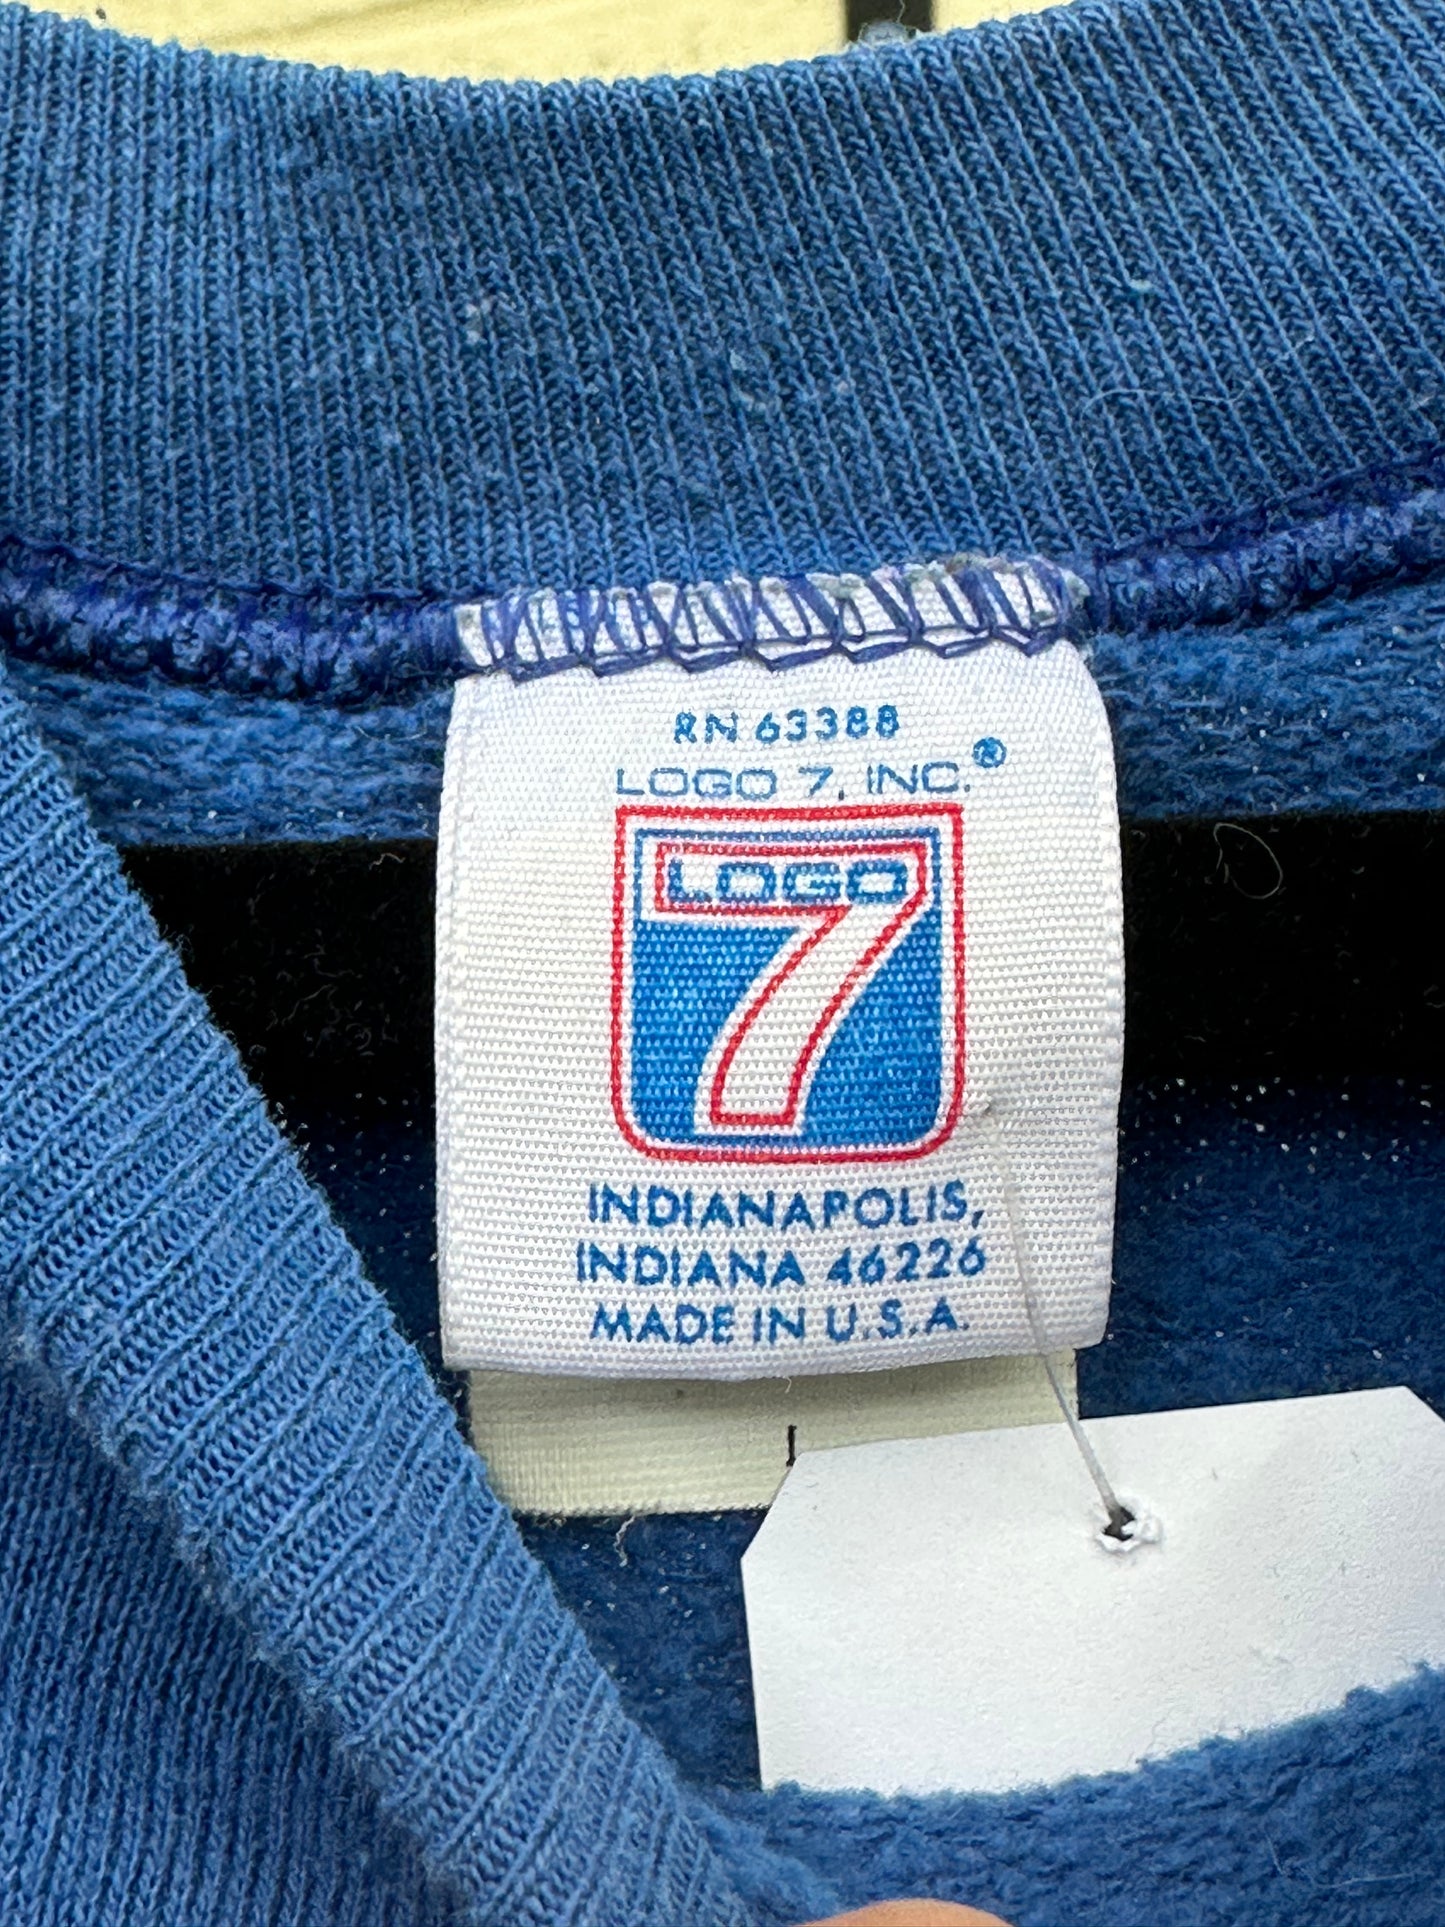 RN 63388
LOGO 7, INC.®
LOGO
7
INDIANAPOLIS,
INDIANA 46226
MADE IN U.S.A.